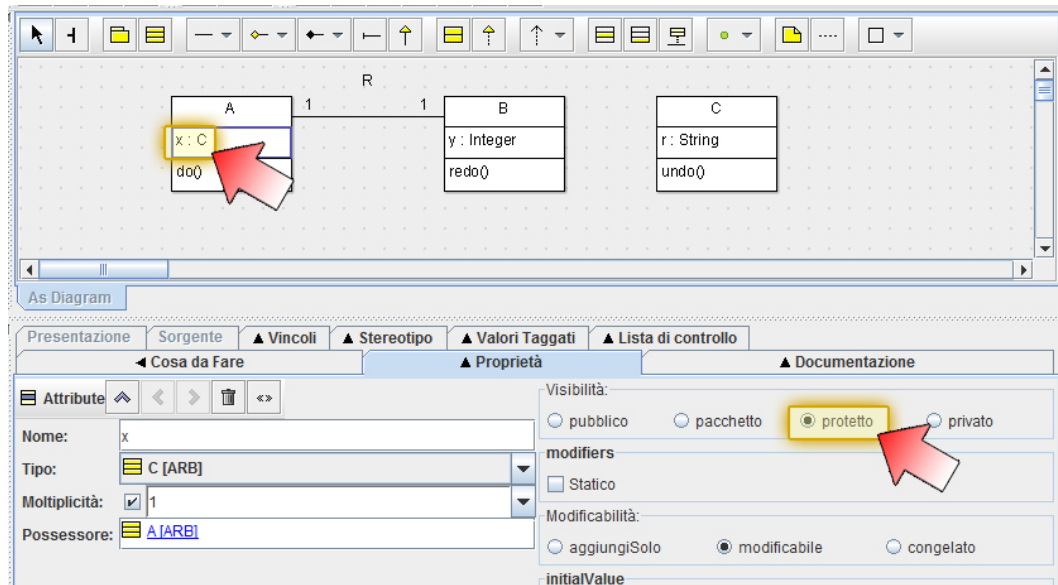 R
A
1
1
B
C
x : C
y : Integer
r : String
do()
redo()
undo()
As Diagram
Presentazione
Sorgente
Vincoli
Stereotipo
Valori Taggati
Lista di controllo
Cosa da Fare
Proprietà
Documentazione
Attribute
Visibilità:
pubblico
pacchetto
protetto
privato
Nome:
x
modifiers
Tipo:
C [ARB]
Statico
Moltiplicità:
1
Modificabilità:
Possessore:
A [ARB]
aggiungiSolo
modificabile
congelato
initialValue